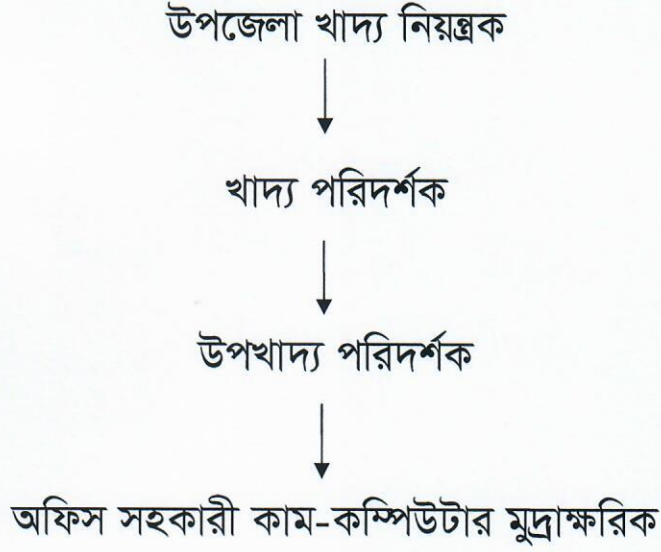 উপজেলা খাদ্য নিয়ন্ত্রক
খাদ্য পরিদর্শক
উপখাদ্য পরিদর্শক
অফিস সহকারী কাম-কম্পিউটার মুদ্রাক্ষরিক